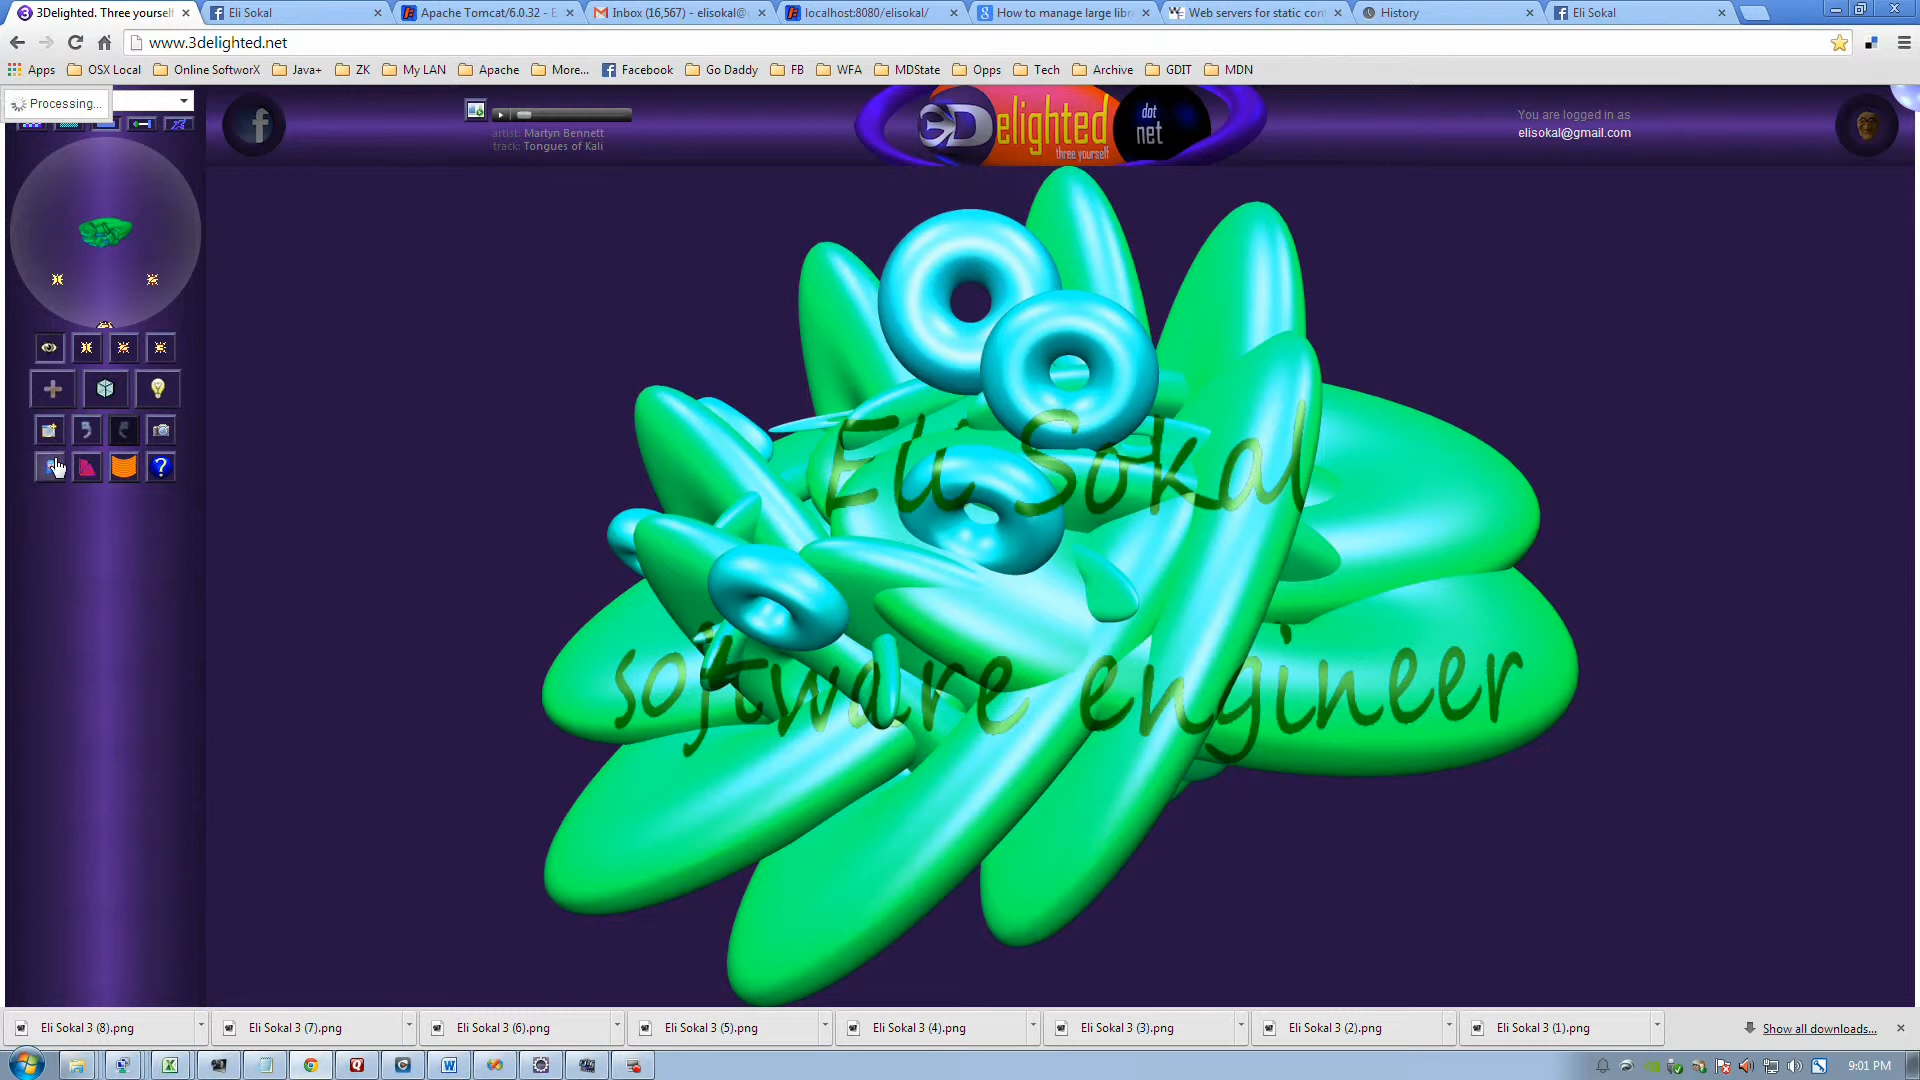 3Delighted. Three yourself
Eli Sokal
Apache Tomcat/6.0.32 - E
Inbox (16,567) - elisokal@
localhost:8080/elisokal/
How to manage large libr
Web servers for static con
History
Eli Sokal
www.3delighted.net
Apps
OSX Local
Online SoftworX
Java+
ZK
My LAN
Apache
More...
Facebook
Go Daddy
FB
WFA
MDState
Opps
Tech
Archive
GDIT
MDN
Processing...
artist: Martyn Bennett
track: Tongues of Kali
3Delighted
three yourself
dot
net
You are logged in as
elisokal@gmail.com
Eli Sokal
software engineer
Eli Sokal 3 (8).png
Eli Sokal 3 (7).png
Eli Sokal 3 (6).png
Eli Sokal 3 (5).png
Eli Sokal 3 (4).png
Eli Sokal 3 (3).png
Eli Sokal 3 (2).png
Eli Sokal 3 (1).png
Show all downloads...
9:01 PM